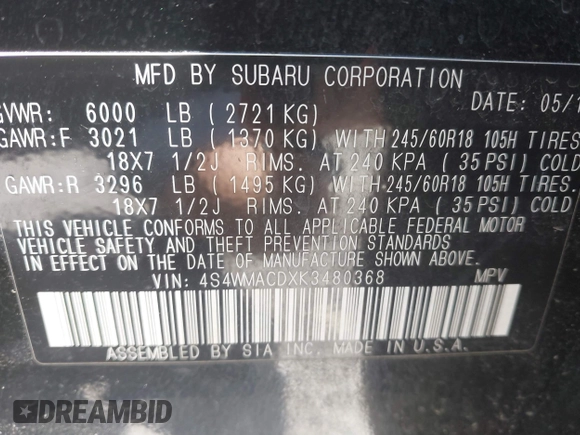 MFD BY SUBARU CORPORATION
GVWR: 6000 LB ( 2721 KG) DATE: 05/1
GAWR:F 3021 LB ( 1370 KG) WITH 245/60R18 105H TIRES.
18X7 1/2J RIMS. AT 240 KPA ( 35 PSI) COLD
GAWR:R 3296 LB ( 1495 KG) WITH 245/60R18 105H TIRES.
18X7 1/2J RIMS. AT 240 KPA ( 35 PSI) COLD
THIS VEHICLE CONFORMS TO ALL APPLICABLE FEDERAL MOTOR
VEHICLE SAFETY AND THEFT PREVENTION STANDARDS
IN EFFECT ON THE DATE OF MANUFACTURE SHOWN ABOVE.
VIN: 4S4WMACDXK3480368 MPV
ASSEMBLED BY SIA INC. MADE IN U.S.A.
DREAMBID